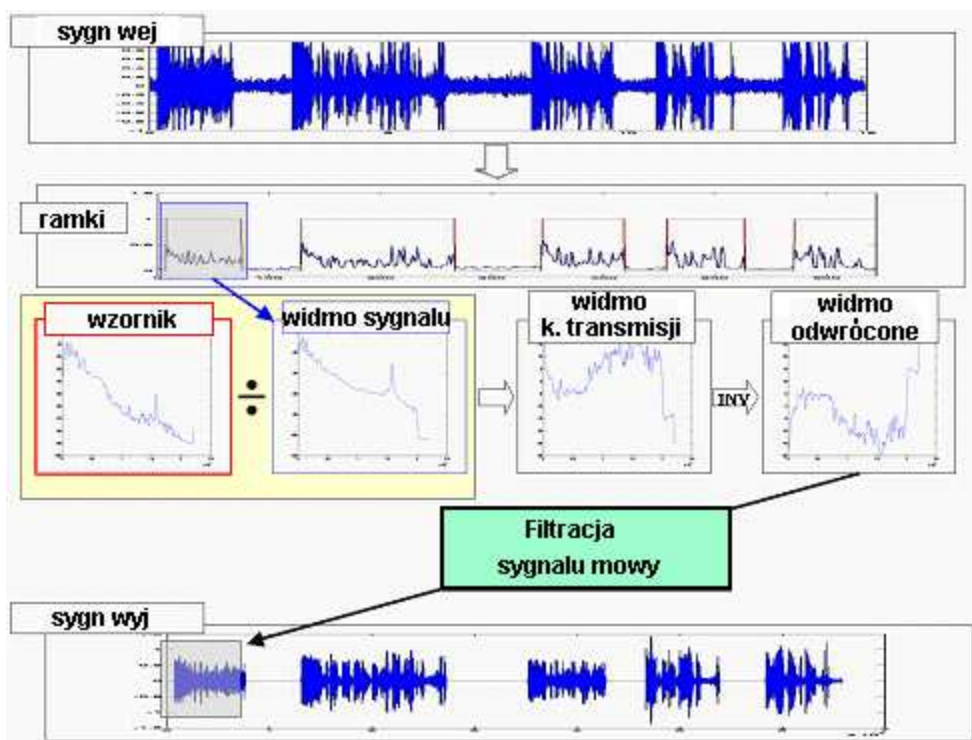 sygn wej
ramki
wzornik
widmo sygnalu
widmo
k. transmisji
widmo
odwrócone
÷
INV
Filtracja
sygnalu mowy
sygn wyj